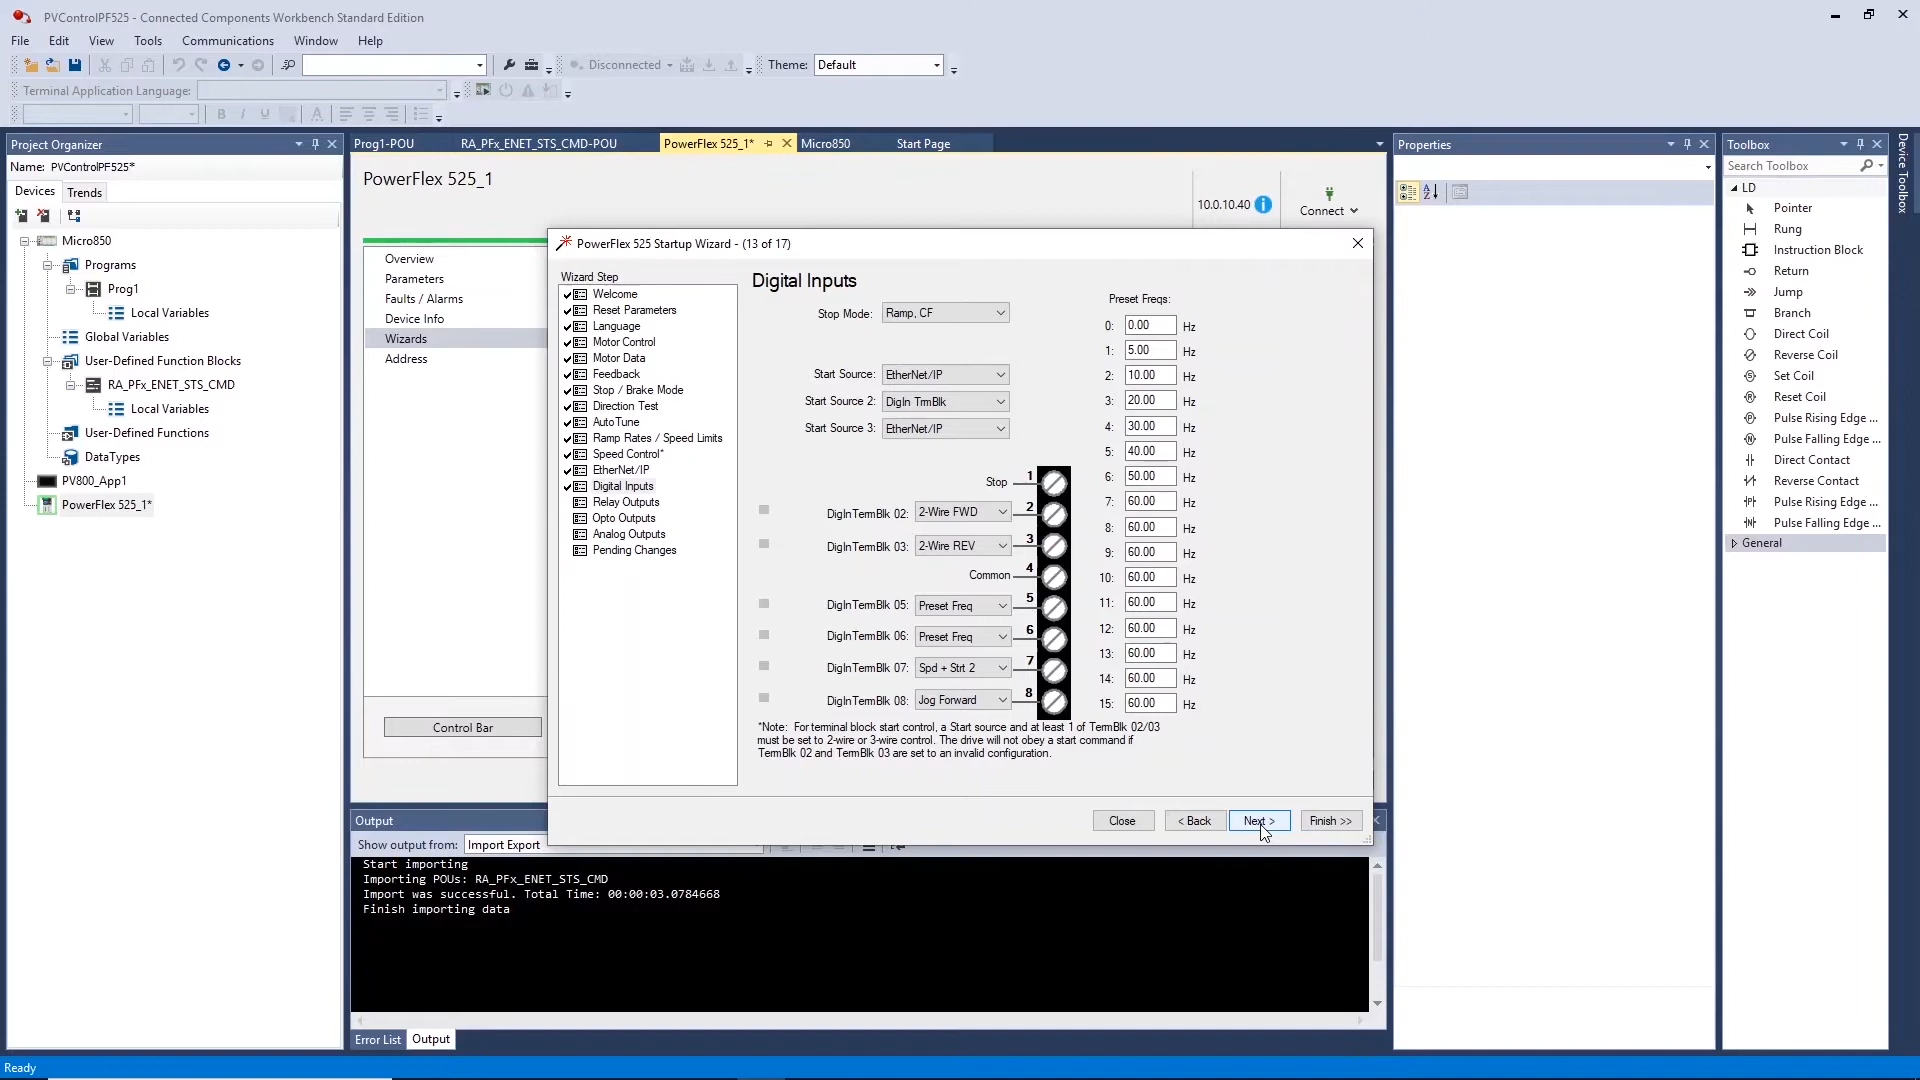 PVControlPF525 - Connected Components Workbench Standard Edition
File Edit View Tools Communications Window Help
Disconnected Theme: Default
Terminal Application Language:
B I U A
Project Organizer
Name: PVControlPF525*
Devices Trends
Micro850
Programs
Prog1
Local Variables
Global Variables
User-Defined Function Blocks
RA_PFx_ENET_STS_CMD
Local Variables
User-Defined Functions
DataTypes
PV800_App1
PowerFlex 525_1*
Prog1-POU RA_PFx_ENET_STS_CMD-POU PowerFlex 525_1* Micro850 Start Page
PowerFlex 525_1
10.0.10.40
Connect
Overview
Parameters
Faults / Alarms
Device Info
Wizards
Address
Control Bar
PowerFlex 525 Startup Wizard - (13 of 17)
Wizard Step
Welcome
Reset Parameters
Language
Motor Control
Motor Data
Feedback
Stop / Brake Mode
Direction Test
AutoTune
Ramp Rates / Speed Limits
Speed Control*
EtherNet/IP
Digital Inputs
Relay Outputs
Opto Outputs
Analog Outputs
Pending Changes
Digital Inputs
Stop Mode: Ramp, CF
Start Source: EtherNet/IP
Start Source 2: DigIn TrmBlk
Start Source 3: EtherNet/IP
Stop 1
DigInTermBlk 02: 2-Wire FWD 2
DigInTermBlk 03: 2-Wire REV 3
Common 4
DigInTermBlk 05: Preset Freq 5
DigInTermBlk 06: Preset Freq 6
DigInTermBlk 07: Spd + Strt 2 7
DigInTermBlk 08: Jog Forward 8
Preset Freqs:
0: 0.00 Hz
1: 5.00 Hz
2: 10.00 Hz
3: 20.00 Hz
4: 30.00 Hz
5: 40.00 Hz
6: 50.00 Hz
7: 60.00 Hz
8: 60.00 Hz
9: 60.00 Hz
10: 60.00 Hz
11: 60.00 Hz
12: 60.00 Hz
13: 60.00 Hz
14: 60.00 Hz
15: 60.00 Hz
*Note: For terminal block start control, a Start source and at least 1 of TermBlk 02/03
must be set to 2-wire or 3-wire control. The drive will not obey a start command if
TermBlk 02 and TermBlk 03 are set to an invalid configuration.
Close < Back Next > Finish >>
Output
Show output from: Import Export
Start importing
Importing POUs: RA_PFx_ENET_STS_CMD
Import was successful. Total Time: 00:00:03.0784668
Finish importing data
Error List Output
Properties
Toolbox
Search Toolbox
LD
Pointer
Rung
Instruction Block
Return
Jump
Branch
Direct Coil
Reverse Coil
Set Coil
Reset Coil
Pulse Rising Edge ...
Pulse Falling Edge ...
Direct Contact
Reverse Contact
Pulse Rising Edge ...
Pulse Falling Edge ...
General
Device Toolbox
Ready